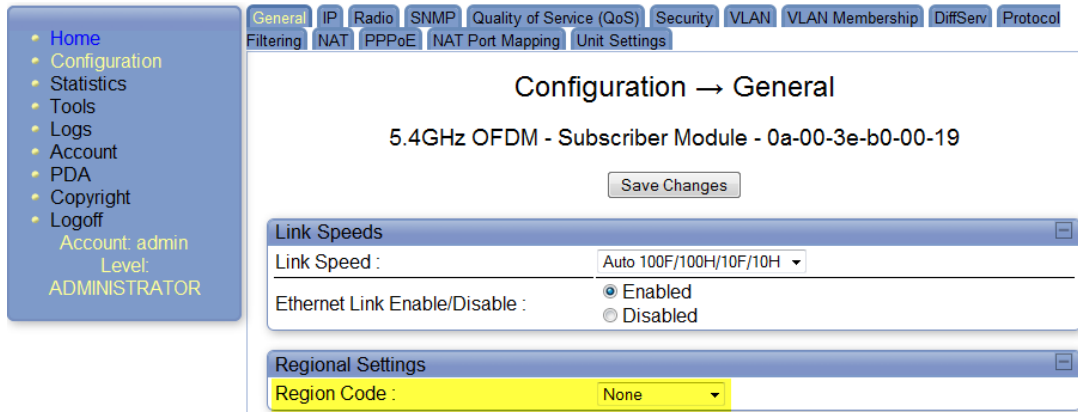 Home
Configuration
Statistics
Tools
Logs
Account
PDA
Copyright
Logoff
Account: admin
Level:
ADMINISTRATOR
General IP Radio SNMP Quality of Service (QoS) Security VLAN VLAN Membership DiffServ Protocol
Filtering NAT PPPoE NAT Port Mapping Unit Settings
Configuration → General
5.4GHz OFDM - Subscriber Module - 0a-00-3e-b0-00-19
Save Changes
Link Speeds
Link Speed : Auto 100F/100H/10F/10H
Ethernet Link Enable/Disable : Enabled
Disabled
Regional Settings
Region Code : None